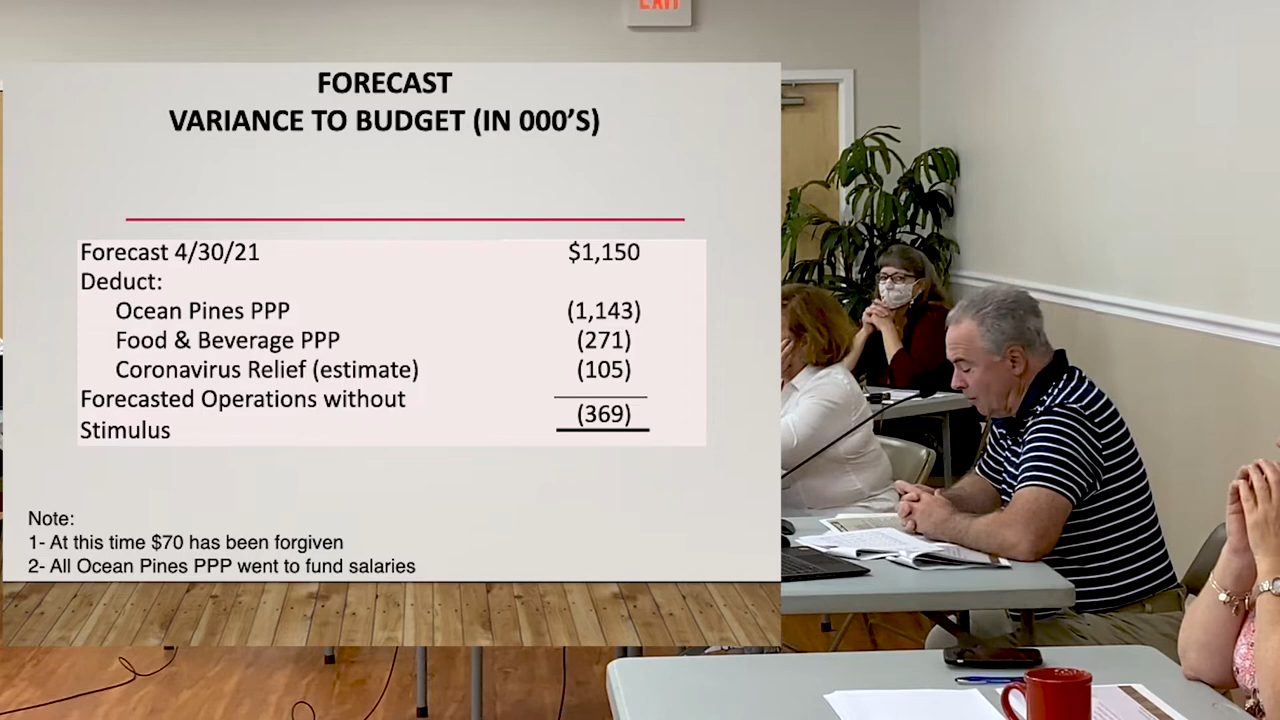 EXIT
FORECAST
VARIANCE TO BUDGET (IN 000'S)
Forecast 4/30/21 $1,150
Deduct:
Ocean Pines PPP (1,143)
Food & Beverage PPP (271)
Coronavirus Relief (estimate) (105)
Forecasted Operations without
Stimulus (369)
Note:
1- At this time $70 has been forgiven
2- All Ocean Pines PPP went to fund salaries